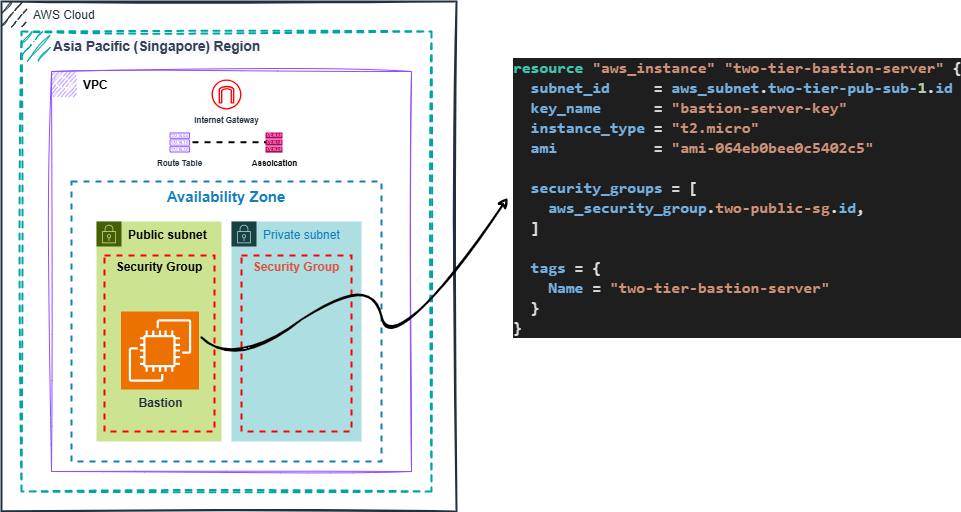 AWS Cloud
Asia Pacific (Singapore) Region
VPC
Internet Gateway
Route Table
Assoication
Availability Zone
Public subnet
Private subnet
Security Group
Security Group
Bastion
resource "aws_instance" "two-tier-bastion-server" {
  subnet_id     = aws_subnet.two-tier-pub-sub-1.id
  key_name      = "bastion-server-key"
  instance_type = "t2.micro"
  ami           = "ami-064eb0bee0c5402c5"

  security_groups = [
    aws_security_group.two-public-sg.id,
  ]

  tags = {
    Name = "two-tier-bastion-server"
  }
}